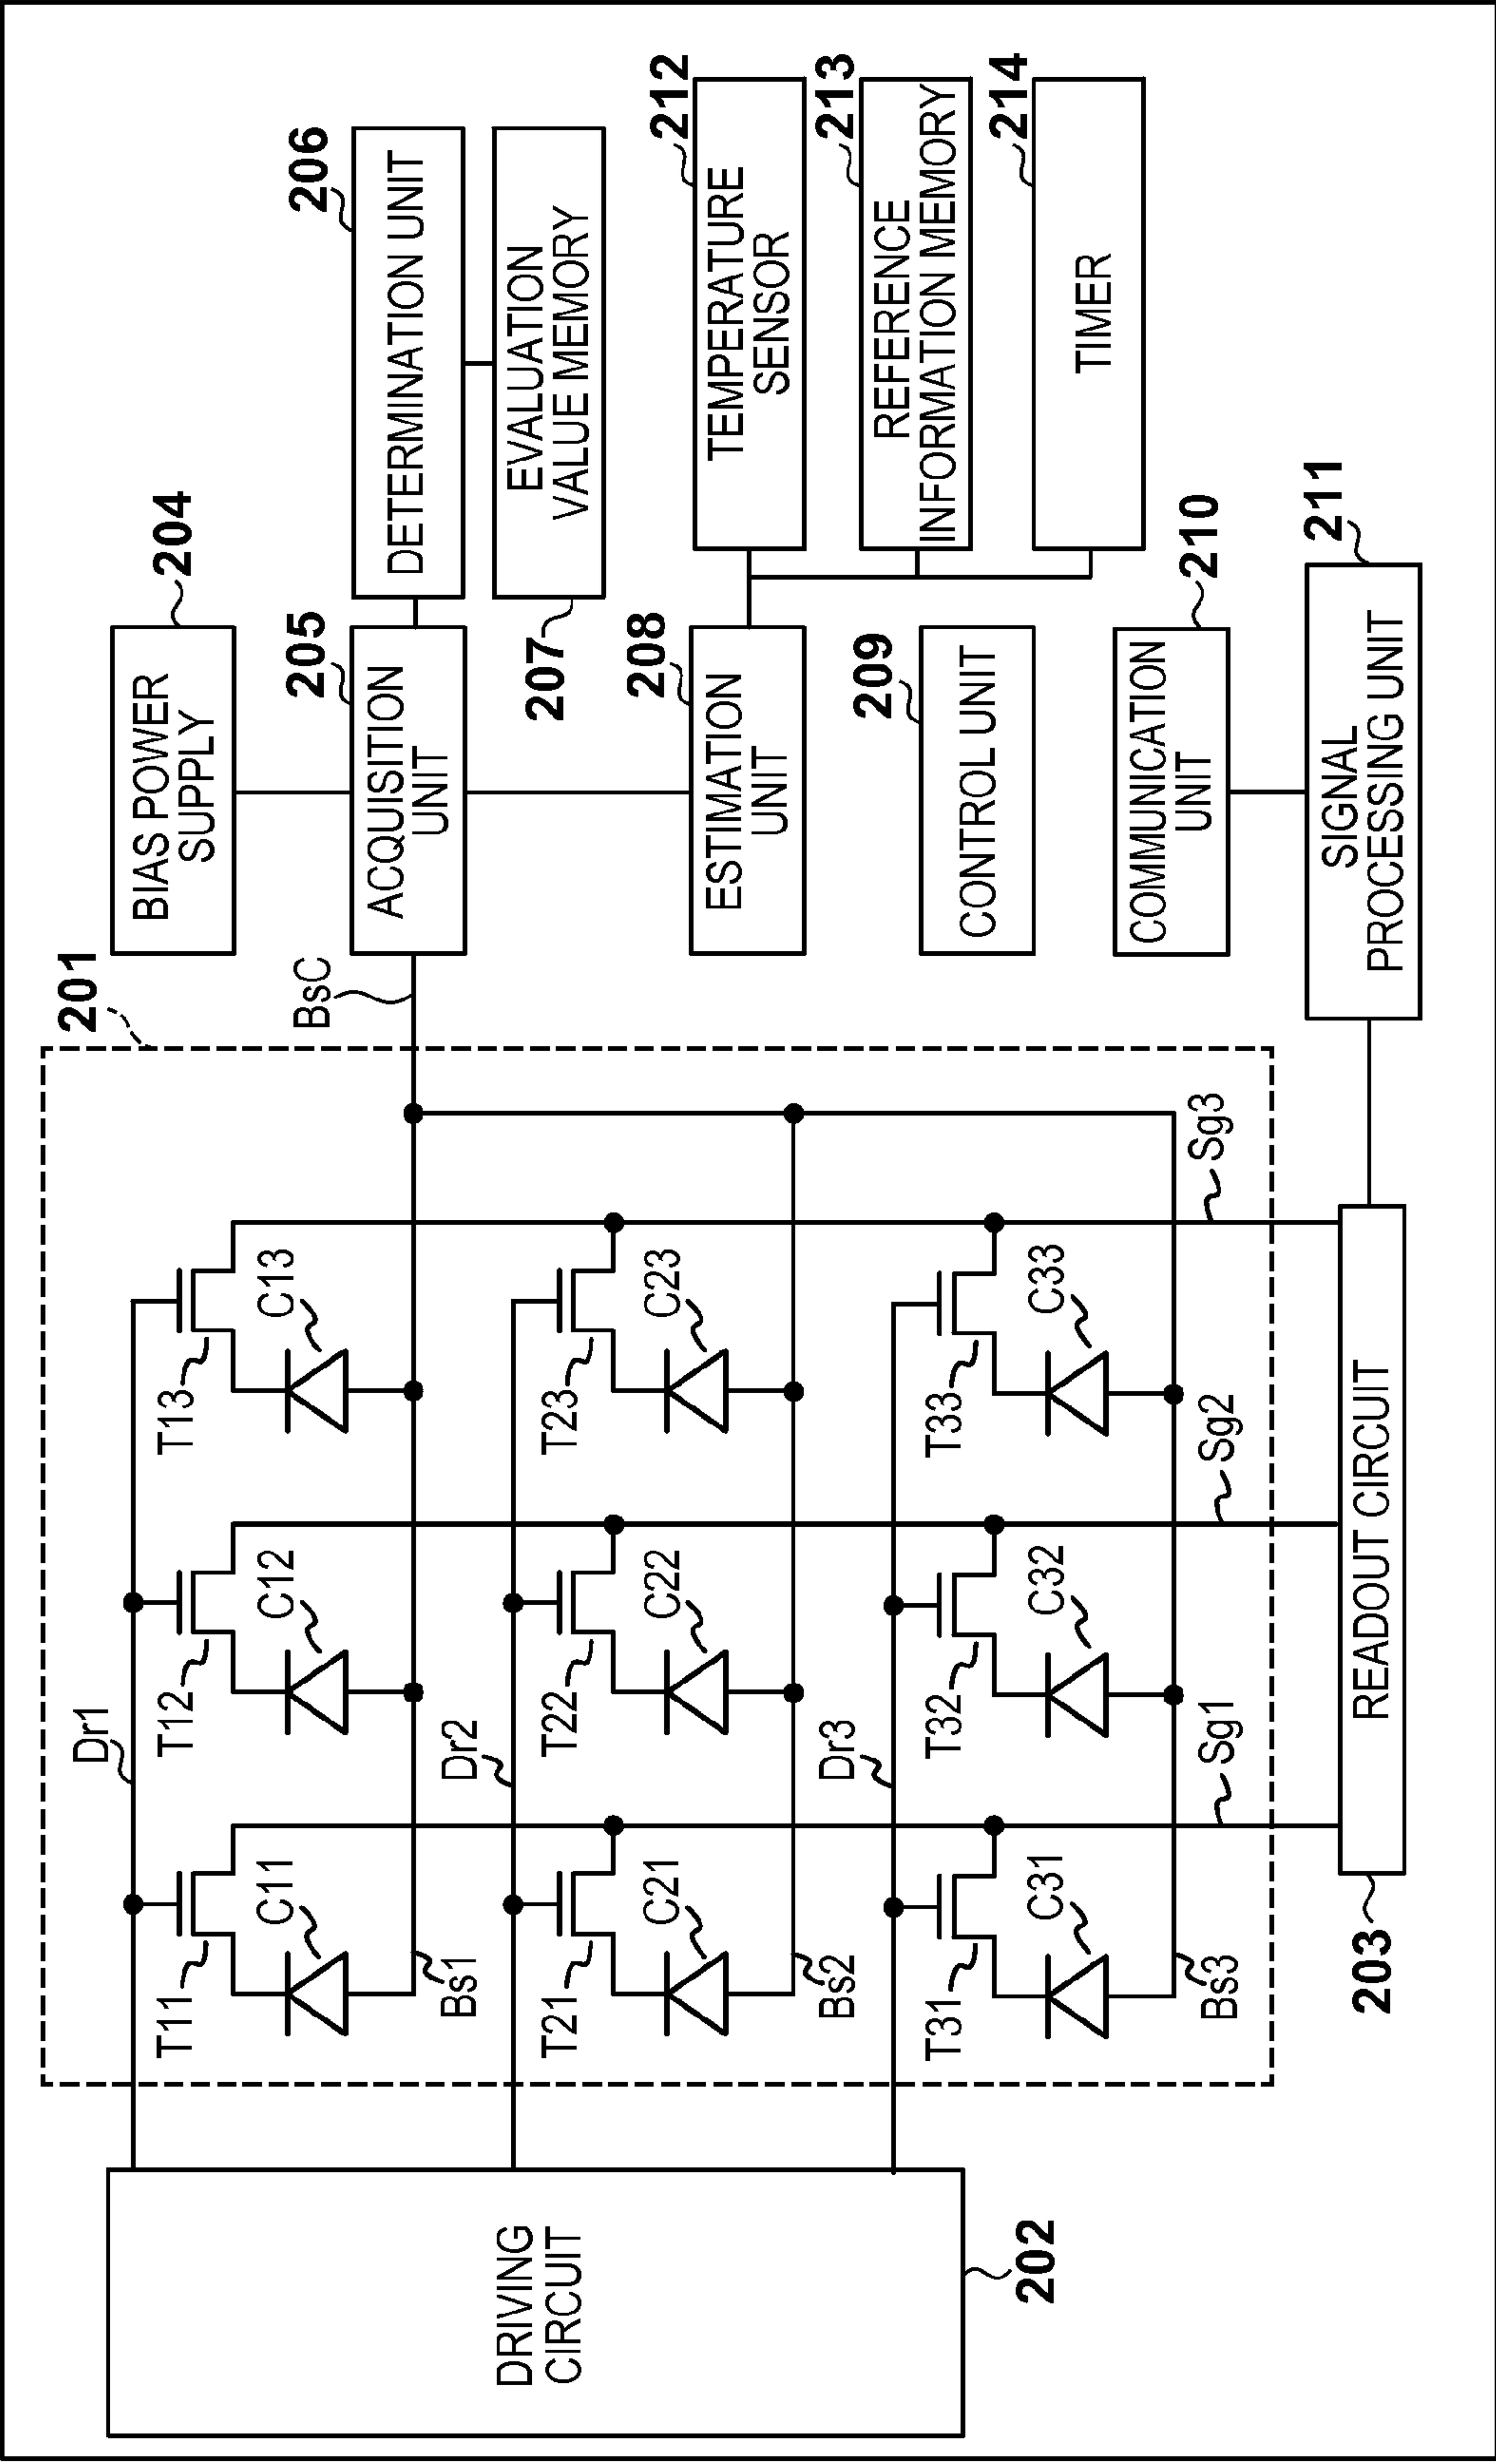 201
Dr1
T11
C11
T12
C12
T13
C13
Bs1
BsC
Dr2
T21
C21
T22
C22
T23
C23
Bs2
Dr3
T31
C31
T32
C32
T33
C33
Bs3
Sg1
Sg2
Sg3
DRIVING
CIRCUIT
202
READOUT CIRCUIT
203
BIAS POWER
SUPPLY
204
ACQUISITION
UNIT
205
DETERMINATION UNIT
206
EVALUATION
VALUE MEMORY
207
ESTIMATION
UNIT
208
TEMPERATURE
SENSOR
212
REFERENCE
INFORMATION MEMORY
213
TIMER
214
CONTROL UNIT
209
COMMUNICATION
UNIT
210
SIGNAL
PROCESSING UNIT
211